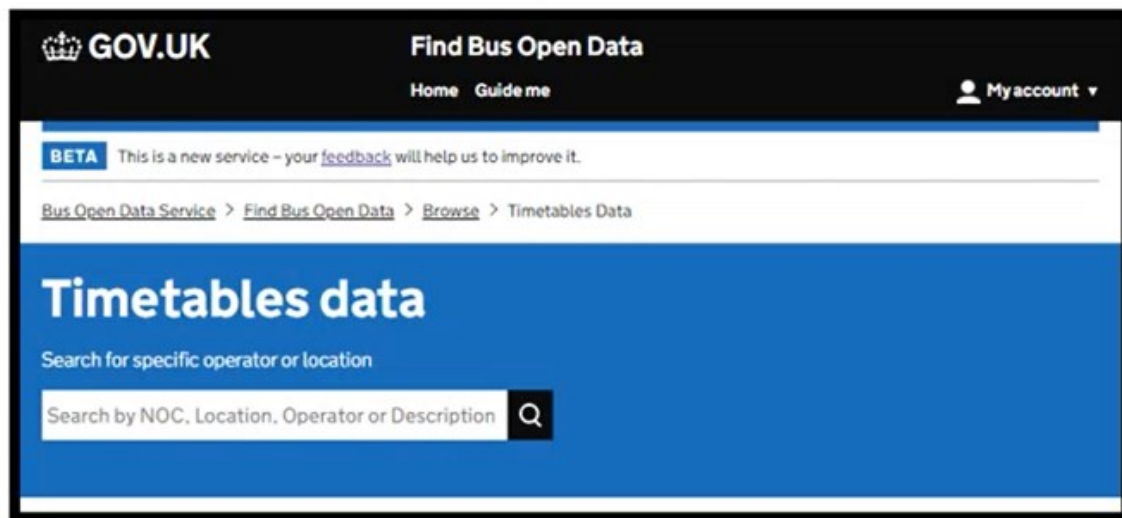 GOV.UK
Find Bus Open Data
Home Guide me
My account
BETA This is a new service – your feedback will help us to improve it.
Bus Open Data Service > Find Bus Open Data > Browse > Timetables Data
Timetables data
Search for specific operator or location
Search by NOC, Location, Operator or Description